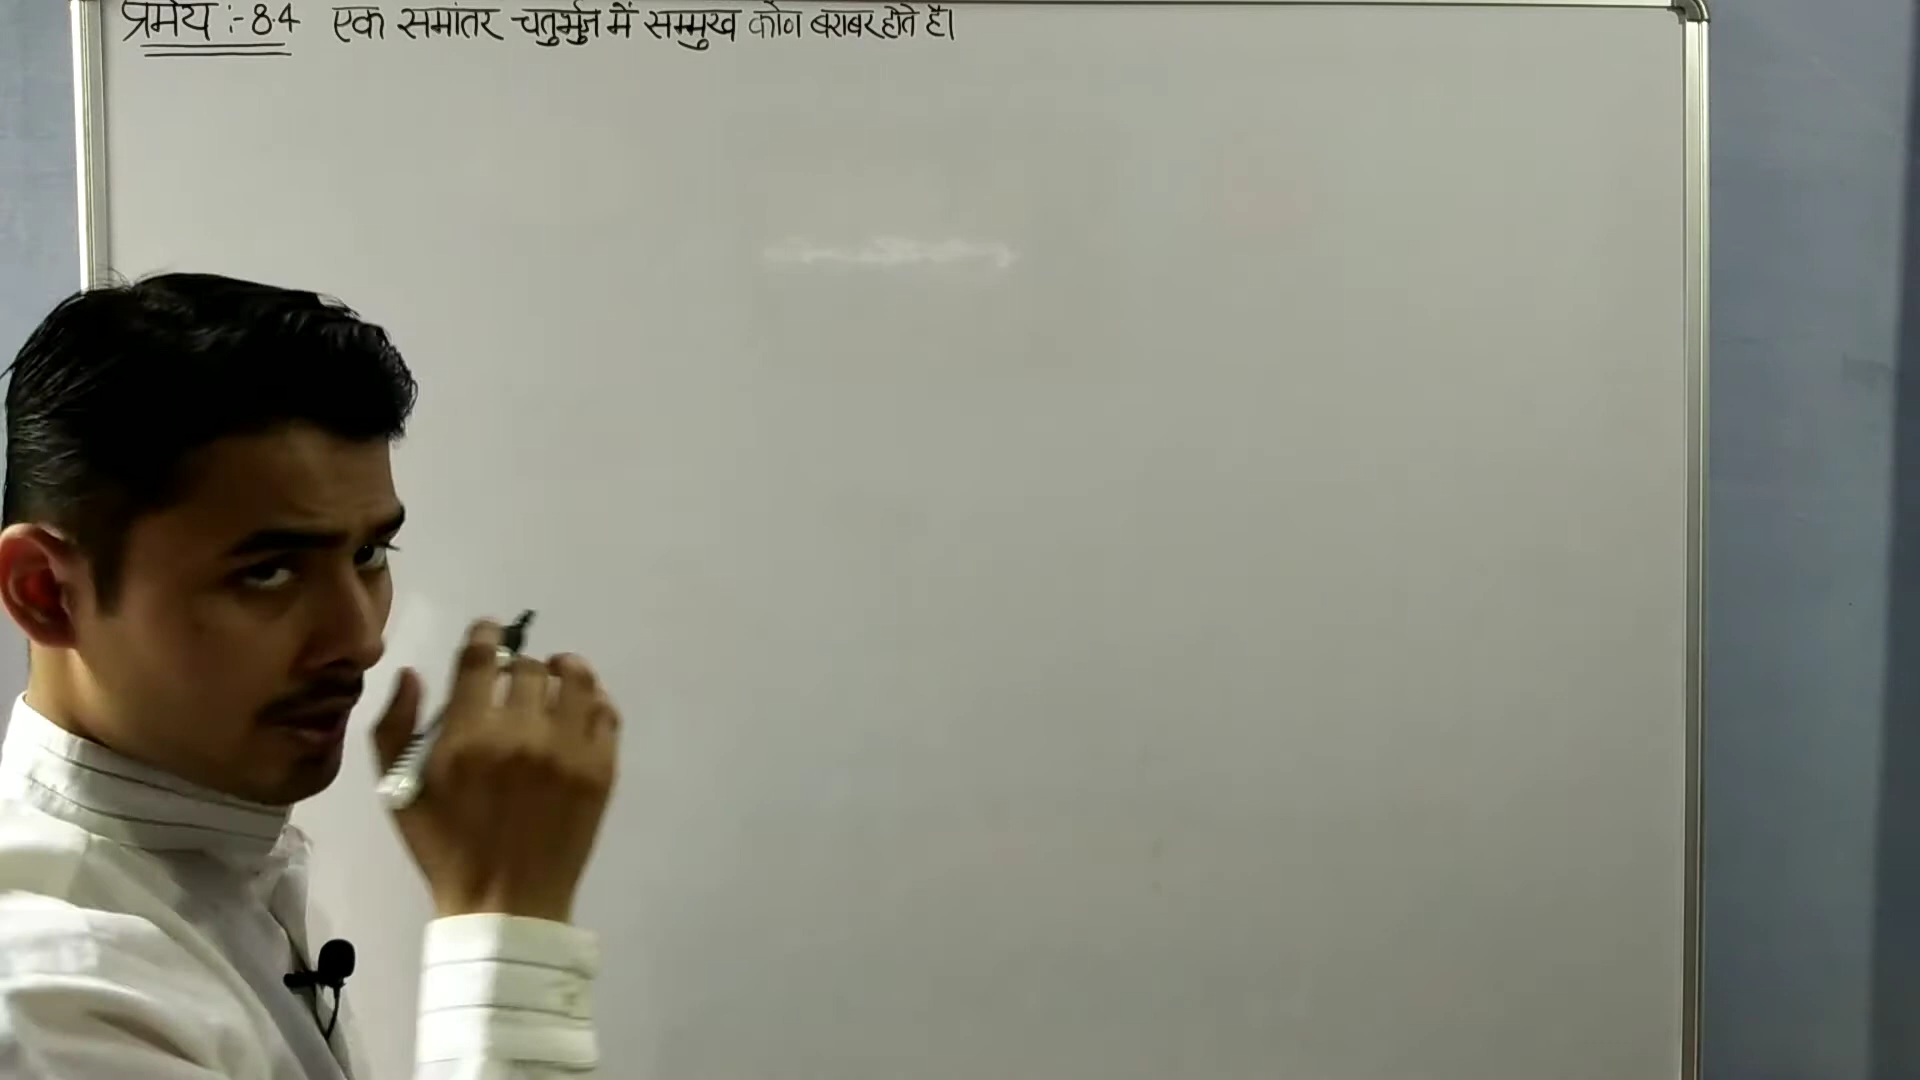 प्रमेय :- 8.4 एक समांतर चतुर्भुज में सम्मुख कोण बराबर होते हैं।